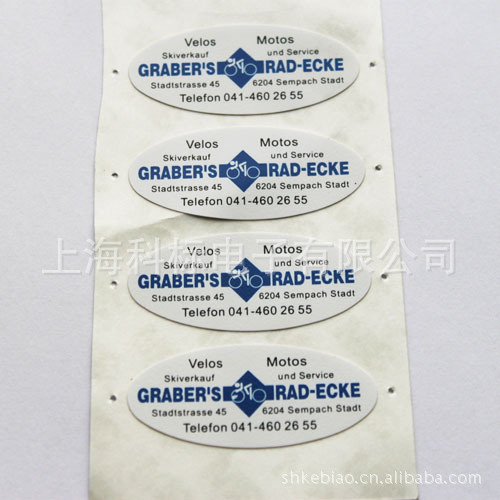 Velos Motos
Skiverkauf und Service
GRABER'S RAD-ECKE
Stadtstrasse 45 6204 Sempach Stadt
Telefon 041-460 26 55
Velos Motos
Skiverkauf und Service
GRABER'S RAD-ECKE
Stadtstrasse 45 6204 Sempach Stadt
Telefon 041-460 26 55
上海科标电子有限公司
Velos Motos
Skiverkauf und Service
GRABER'S RAD-ECKE
Stadtstrasse 45 6204 Sempach Stadt
Telefon 041-460 26 55
Velos Motos
Skiverkauf und Service
GRABER'S RAD-ECKE
Stadtstrasse 45 6204 Sempach Stadt
Telefon 041-460 26 55
shkebiao.cn.alibaba.com